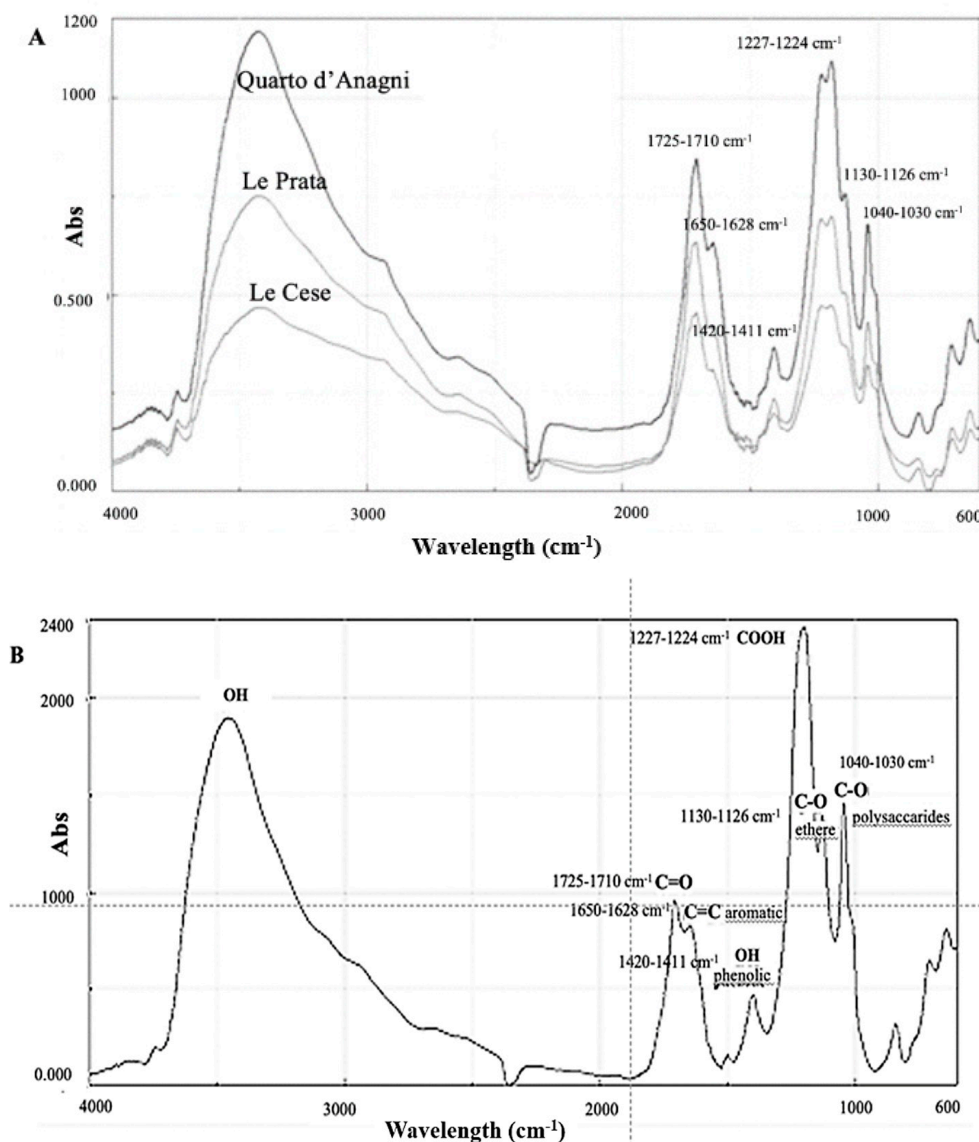 A
1200
1000
0.500
0.000
Abs
Quarto d’Anagni
Le Prata
Le Cese
1227-1224 cm⁻¹
1725-1710 cm⁻¹
1130-1126 cm⁻¹
1650-1628 cm⁻¹
1040-1030 cm⁻¹
1420-1411 cm⁻¹
4000 3000 2000 1000 600
Wavelength (cm⁻¹)
B
2400
2000
1000
0.000
Abs
OH
1227-1224 cm⁻¹ COOH
1040-1030 cm⁻¹
1130-1126 cm⁻¹
C-O C-O
ethere polysaccarides
1725-1710 cm⁻¹ C=O
1650-1628 cm⁻¹ C=C aromatic
1420-1411 cm⁻¹ OH
phenolic
4000 3000 2000 1000 600
Wavelength (cm⁻¹)